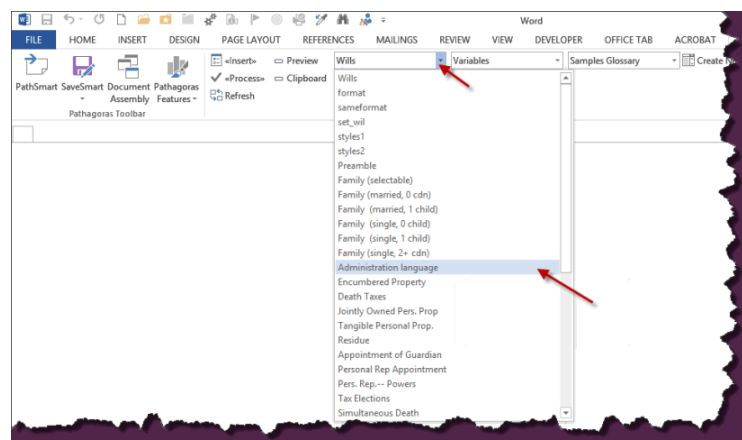 Word
FILE HOME INSERT DESIGN PAGE LAYOUT REFERENCES MAILINGS REVIEW VIEW DEVELOPER OFFICE TAB ACROBAT
«Insert» Preview Wills Variables Samples Glossary Create
PathSmart SaveSmart Document Assembly Pathagoras Features
«Process» Clipboard
Refresh
Pathagoras Toolbar
Wills
format
sameformat
set_wil
styles1
styles2
Preamble
Family (selectable)
Family (married, 0 cdn)
Family (married, 1 child)
Family (single, 0 child)
Family (single, 1 child)
Family (single, 2+ cdn)
Administration language
Encumbered Property
Death Taxes
Jointly Owned Pers. Prop
Tangible Personal Prop.
Residue
Appointment of Guardian
Personal Rep Appointment
Pers. Rep.-- Powers
Tax Elections
Simultaneous Death